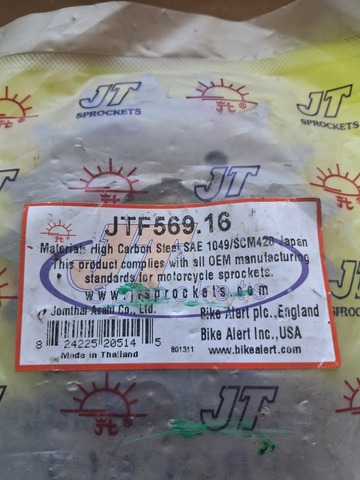 JT
SPROCKETS
JT
SPROCKETS
JTF569.16
Material: High Carbon Steel SAE 1049/SCM420 Japan
This product complies with all OEM manufacturing
standards for motorcycle sprockets.
www.jtsprockets.com
Jomthai Asahi Co., Ltd.
Bike Alert plc.,England
Bike Alert Inc.,USA
8 24225 20514 5
Made in Thailand
801311
www.bikealert.com
JT
SPROCKETS